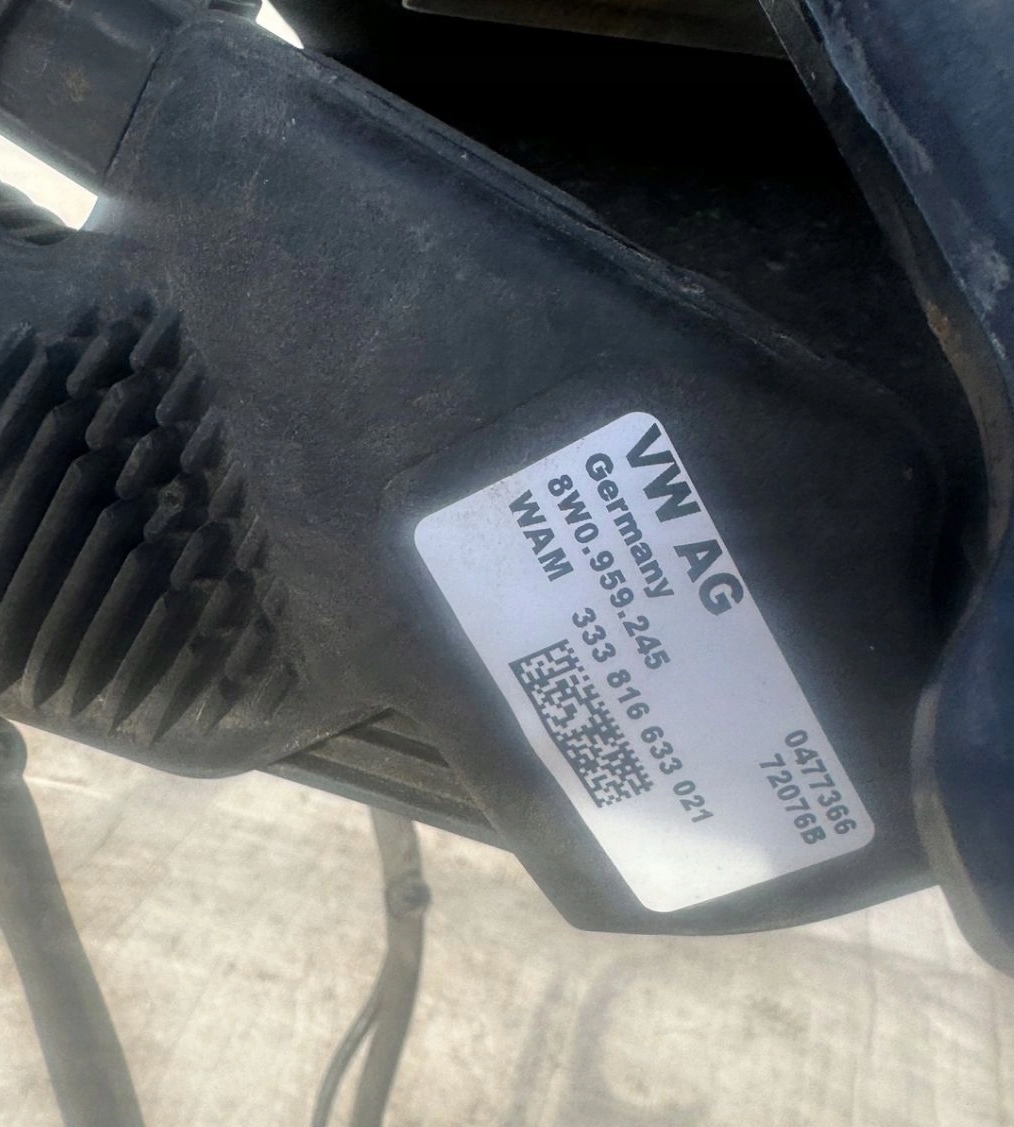 VW AG
Germany
8W0.959.245
WAM
333 816 633 021
0477366
72076B